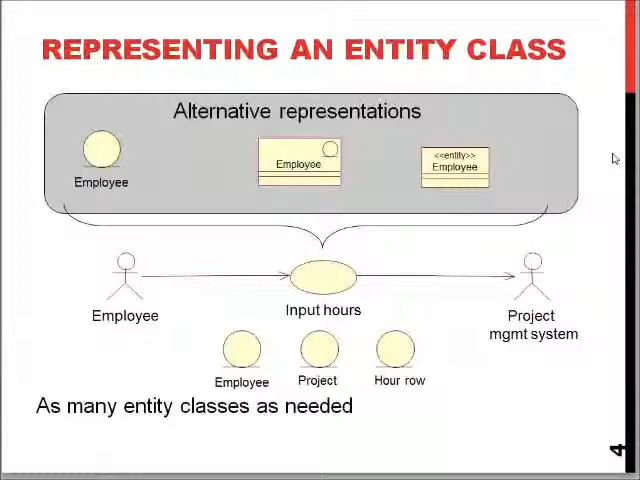 REPRESENTING AN ENTITY CLASS
Alternative representations
Employee
Employee
<<entity>>
Employee
Employee
Input hours
Project
mgmt system
Employee
Project
Hour row
As many entity classes as needed
4